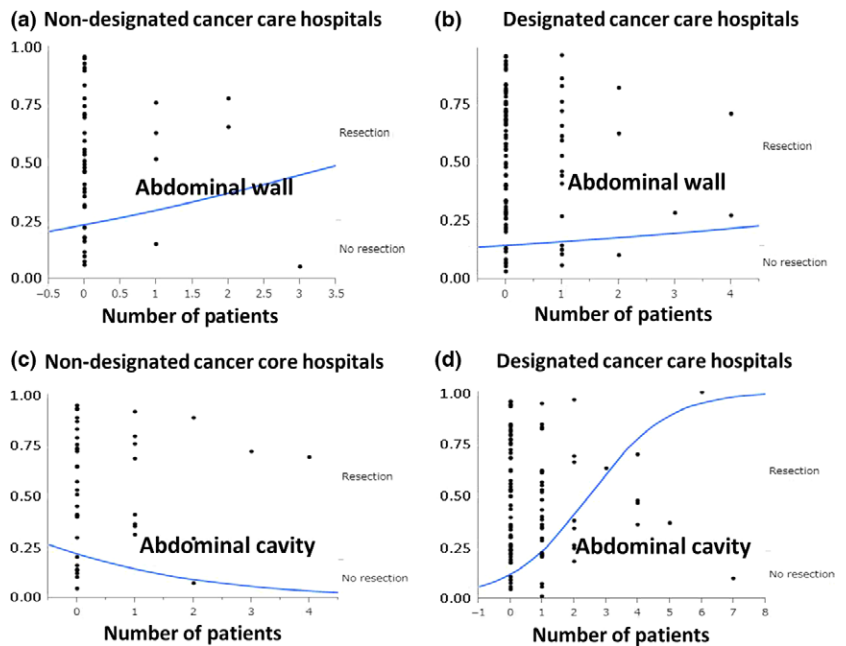 (a) Non-designated cancer care hospitals
1.00
0.75
0.50
0.25
0.00
Resection
Abdominal wall
No resection
−0.5 0 0.5 1 1.5 2 2.5 3 3.5
Number of patients
(b) Designated cancer care hospitals
1.00
0.75
0.50
0.25
0.00
Resection
Abdominal wall
No resection
0 1 2 3 4
Number of patients
(c) Non-designated cancer core hospitals
1.00
0.75
0.50
0.25
0.00
Resection
Abdominal cavity
No resection
0 1 2 3 4
Number of patients
(d) Designated cancer care hospitals
1.00
0.75
0.50
0.25
0.00
Resection
Abdominal cavity
No resection
−1 0 1 2 3 4 5 6 7 8
Number of patients